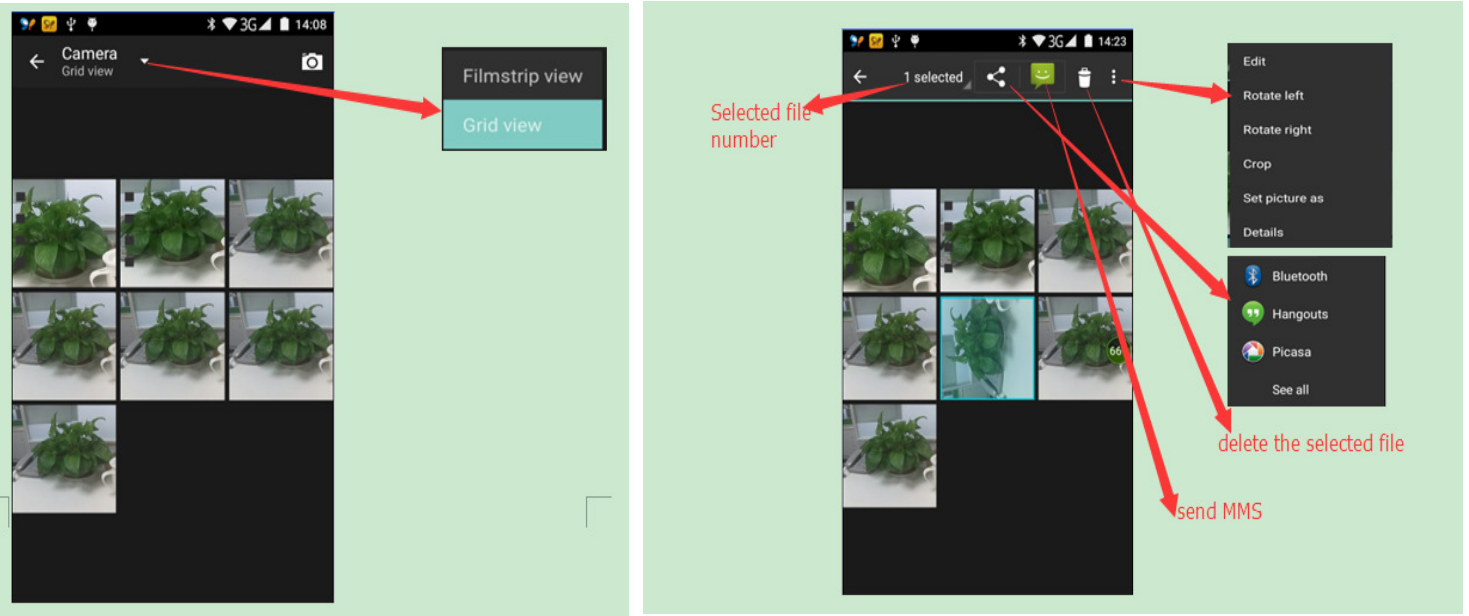 3G 14:08
Camera
Grid view
Filmstrip view
Grid view
3G 14:23
1 selected
Selected file
number
Edit
Rotate left
Rotate right
Crop
Set picture as
Details
Bluetooth
Hangouts
Picasa
See all
66
delete the selected file
send MMS